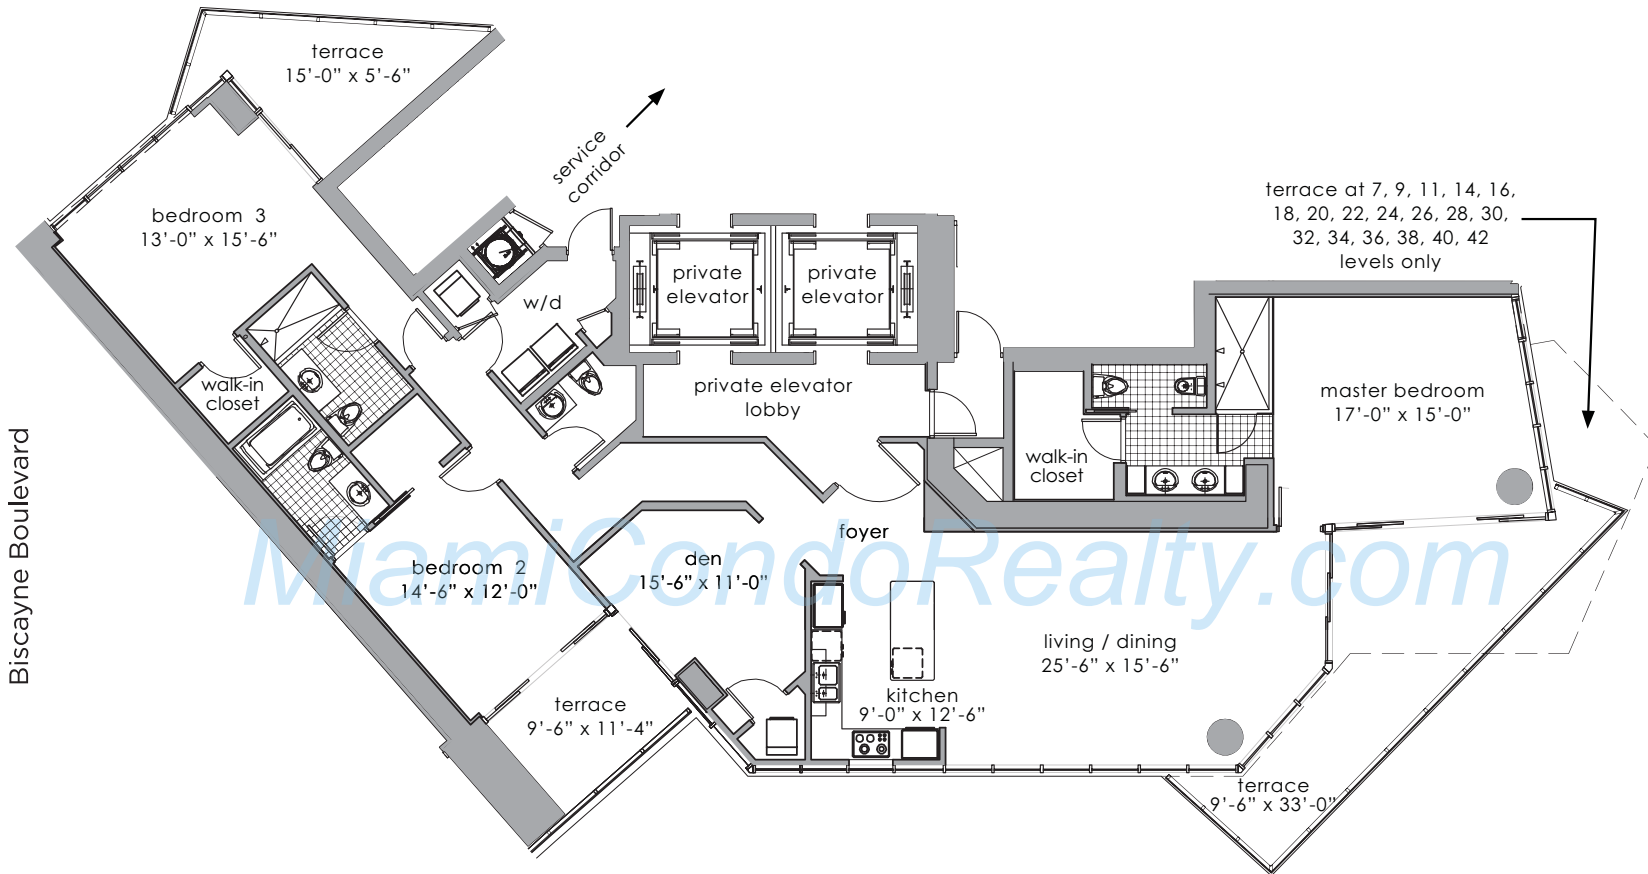 terrace
15'-0" x 5'-6"
service
corridor
terrace at 7, 9, 11, 14, 16,
18, 20, 22, 24, 26, 28, 30,
32, 34, 36, 38, 40, 42
levels only
bedroom 3
13'-0" x 15'-6"
private
elevator
private
elevator
w/d
walk-in
closet
private elevator
lobby
master bedroom
17'-0" x 15'-0"
walk-in
closet
Biscayne Boulevard
MiamiCondoRealty.com
foyer
bedroom 2
14'-6" x 12'-0"
den
15'-6" x 11'-0"
living / dining
25'-6" x 15'-6"
kitchen
9'-0" x 12'-6"
terrace
9'-6" x 11'-4"
terrace
9'-6" x 33'-0"